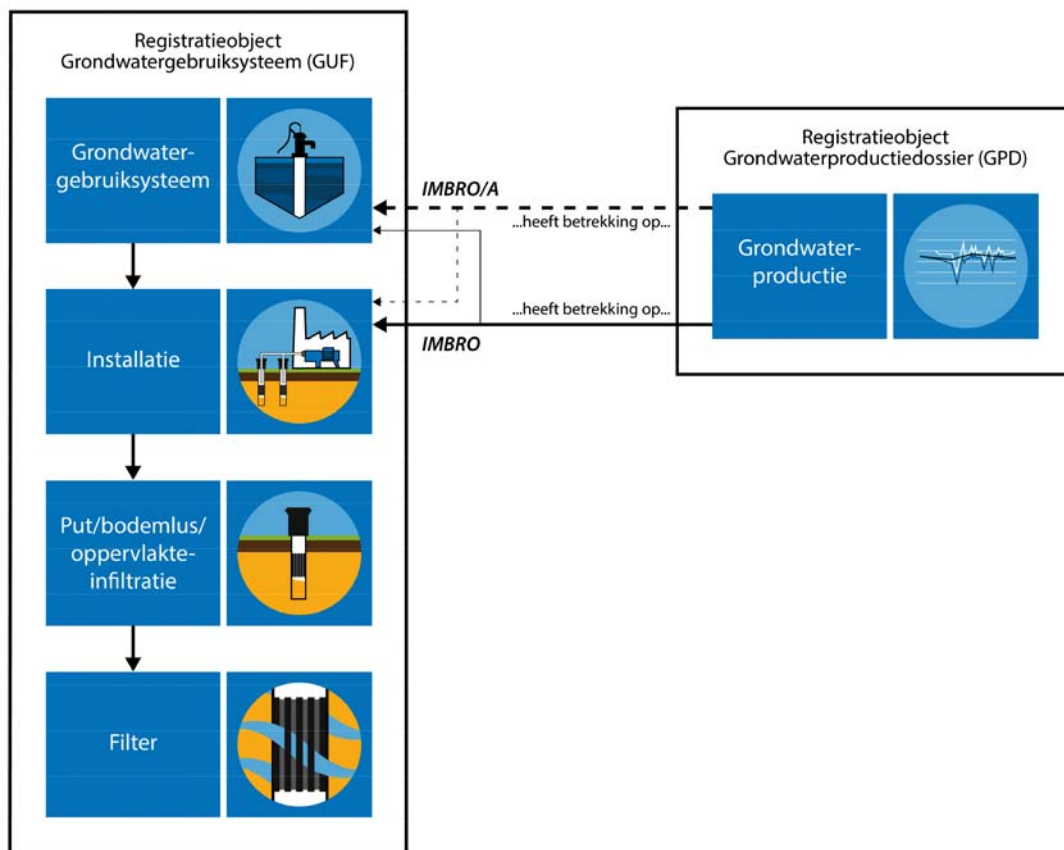 Registratieobject
Grondwatergebruiksysteem (GUF)
Grondwater-
gebruiksysteem
Installatie
Put/bodemlus/
oppervlakte-
infiltratie
Filter
IMBRO/A
...heeft betrekking op...
...heeft betrekking op...
IMBRO
Registratieobject
Grondwaterproductiedossier (GPD)
Grondwater-
productie